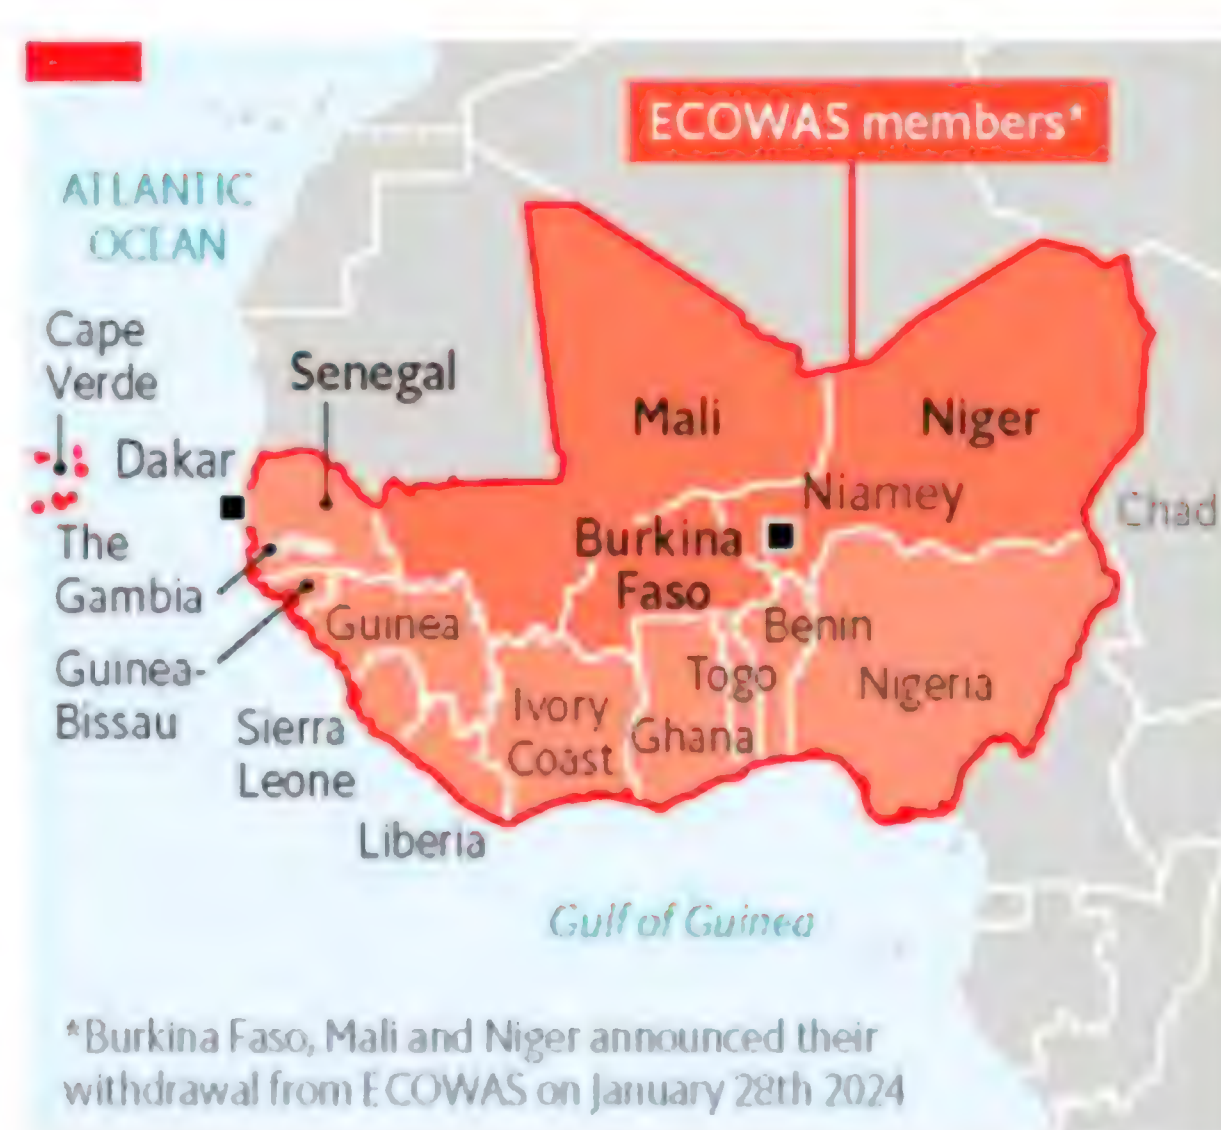 ECOWAS members*
ATLANTIC
OCEAN
Cape
Verde
Senegal
Mali
Niger
Dakar
Niamey
Chad
The
Gambia
Burkina
Faso
Guinea
Benin
Guinea-
Bissau
Togo
Nigeria
Ivory
Coast
Ghana
Sierra
Leone
Liberia
Gulf of Guinea
*Burkina Faso, Mali and Niger announced their
withdrawal from ECOWAS on January 28th 2024